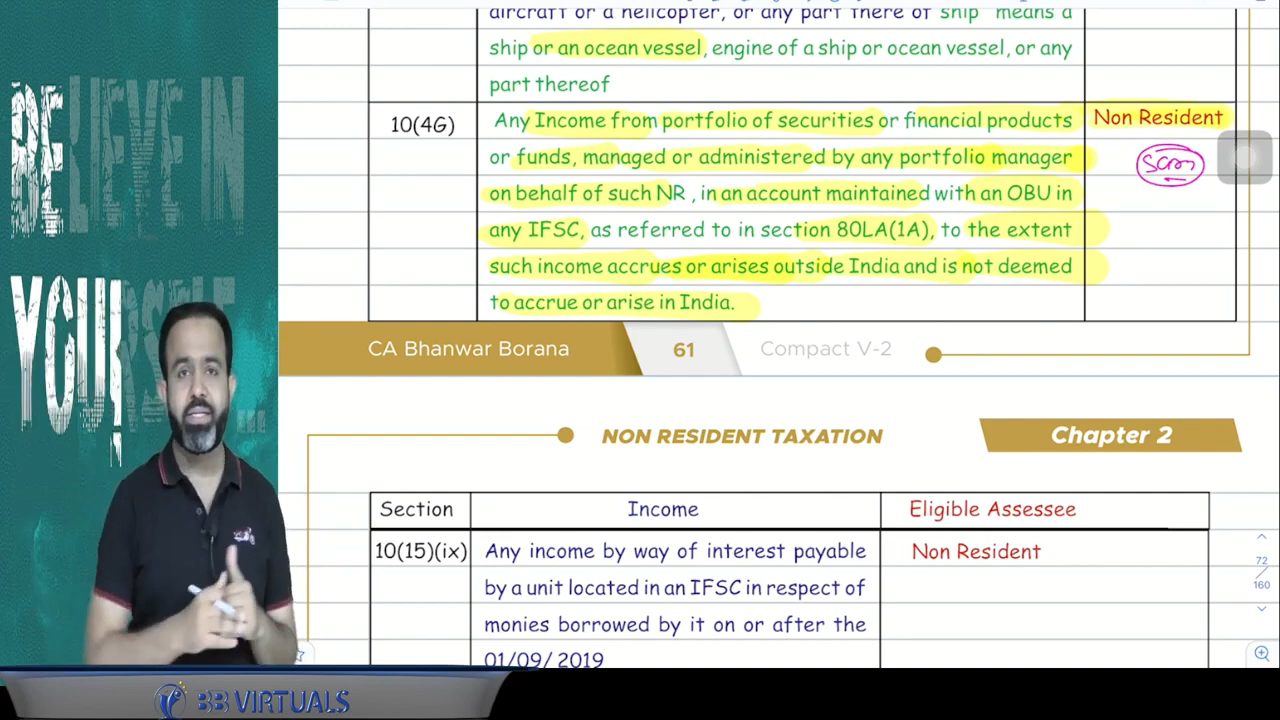 BELIEVE IN
YOURSELF...
aircraft or a helicopter, or any part there of ship" means a
ship or an ocean vessel, engine of a ship or ocean vessel, or any
part thereof
10(4G)
Any Income from portfolio of securities or financial products
or funds, managed or administered by any portfolio manager
on behalf of such NR , in an account maintained with an OBU in
any IFSC, as referred to in section 80LA(1A), to the extent
such income accrues or arises outside India and is not deemed
to accrue or arise in India.
Non Resident
CA Bhanwar Borana
61
Compact V-2
NON RESIDENT TAXATION
Chapter 2
Section
Income
Eligible Assessee
10(15)(ix)
Any income by way of interest payable
by a unit located in an IFSC in respect of
monies borrowed by it on or after the
01/09/ 2019
Non Resident
72
160
BB VIRTUALS